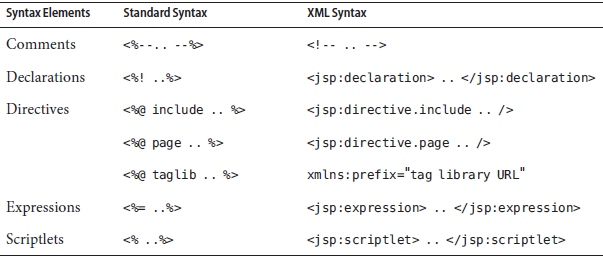 Syntax Elements Standard Syntax XML Syntax
Comments <%--.. --%> <!-- .. -->
Declarations <%! ..%> <jsp:declaration> .. </jsp:declaration>
Directives <%@ include .. %> <jsp:directive.include .. />
<%@ page .. %> <jsp:directive.page .. />
<%@ taglib .. %> xmlns:prefix="tag library URL"
Expressions <%= ..%> <jsp:expression> .. </jsp:expression>
Scriptlets <% ..%> <jsp:scriptlet> .. </jsp:scriptlet>